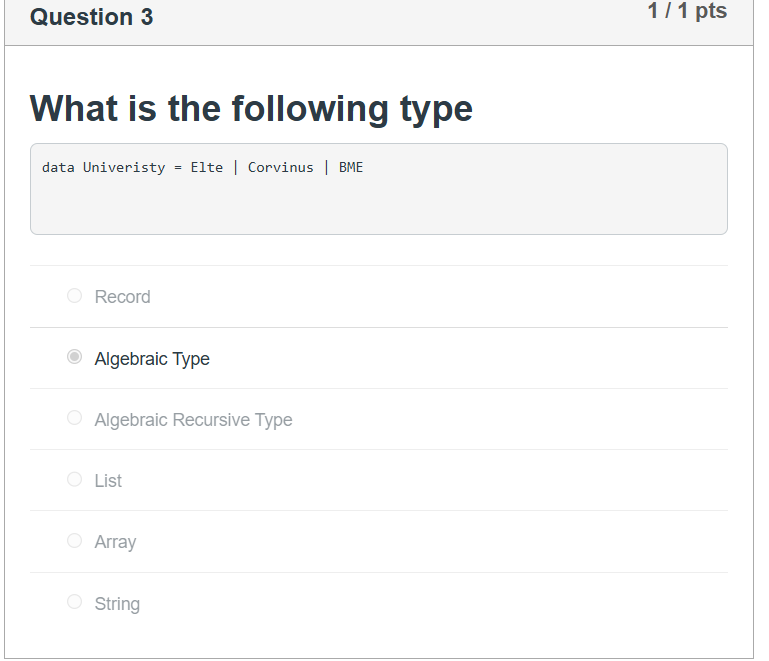 Question 3
1 / 1 pts
What is the following type
data Univeristy = Elte | Corvinus | BME
Record
Algebraic Type
Algebraic Recursive Type
List
Array
String